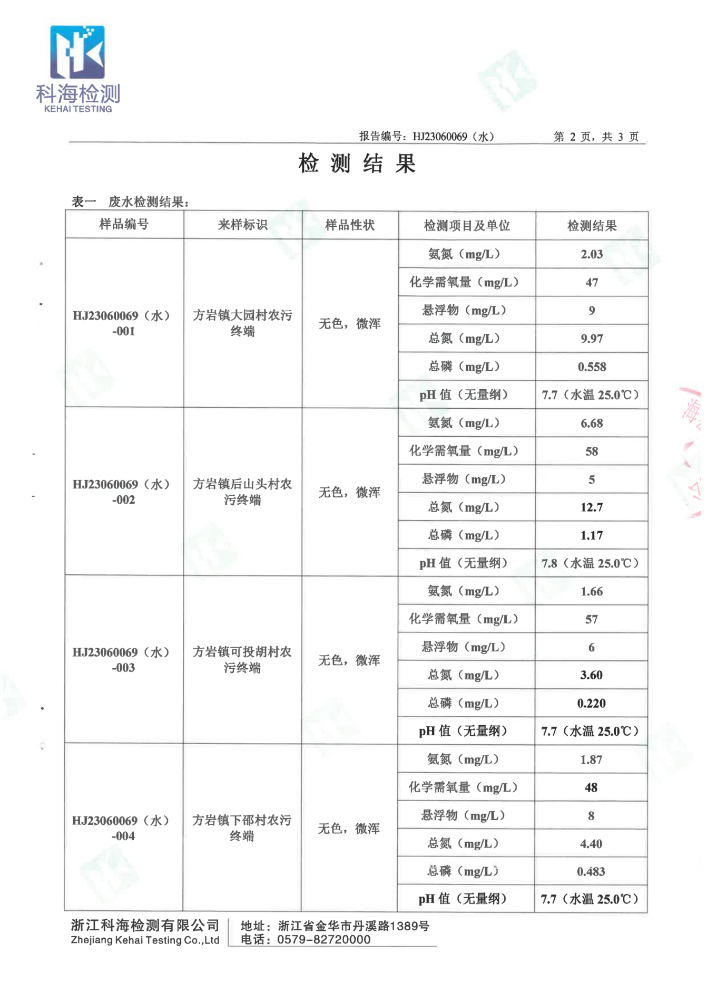 科海检测
KEHAI TESTING
报告编号：HJ23060069（水） 第 2 页，共 3 页
检 测 结 果
表一 废水检测结果：
样品编号 来样标识 样品性状 检测项目及单位 检测结果
HJ23060069（水）
-001
方岩镇大园村农污
终端
无色，微浑
氨氮（mg/L） 2.03
化学需氧量（mg/L） 47
悬浮物（mg/L） 9
总氮（mg/L） 9.97
总磷（mg/L） 0.558
pH 值（无量纲） 7.7（水温 25.0℃）
HJ23060069（水）
-002
方岩镇后山头村农
污终端
无色，微浑
氨氮（mg/L） 6.68
化学需氧量（mg/L） 58
悬浮物（mg/L） 5
总氮（mg/L） 12.7
总磷（mg/L） 1.17
pH 值（无量纲） 7.8（水温 25.0℃）
HJ23060069（水）
-003
方岩镇可投胡村农
污终端
无色，微浑
氨氮（mg/L） 1.66
化学需氧量（mg/L） 57
悬浮物（mg/L） 6
总氮（mg/L） 3.60
总磷（mg/L） 0.220
pH 值（无量纲） 7.7（水温 25.0℃）
HJ23060069（水）
-004
方岩镇下邵村农污
终端
无色，微浑
氨氮（mg/L） 1.87
化学需氧量（mg/L） 48
悬浮物（mg/L） 8
总氮（mg/L） 4.40
总磷（mg/L） 0.483
pH 值（无量纲） 7.7（水温 25.0℃）
浙江科海检测有限公司
Zhejiang Kehai Testing Co.,Ltd
地址：浙江省金华市丹溪路1389号
电话：0579-82720000
海